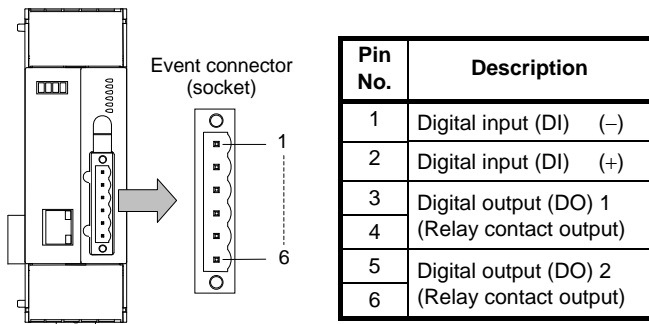 Event connector
(socket)
1
6
Pin No. Description
1 Digital input (DI) (−)
2 Digital input (DI) (+)
3 Digital output (DO) 1
4 (Relay contact output)
5 Digital output (DO) 2
6 (Relay contact output)